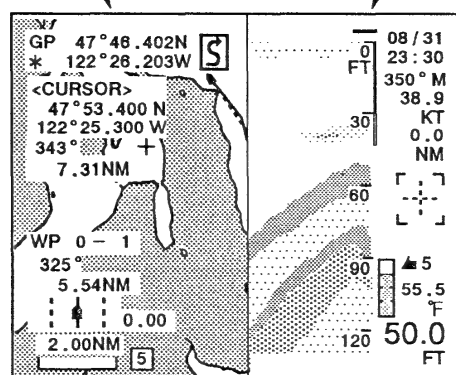 GP 47°46.402N
* 122°26.203W
<CURSOR>
47°53.400 N
122°25.300 W
343°
7.31NM
WP 0 - 1
325°
5.54NM
0.00
2.00NM
5
0
FT
30
60
90
120
08/31
23:30
350°M
38.9
KT
0.0
NM
5
55.5
°F
50.0
FT